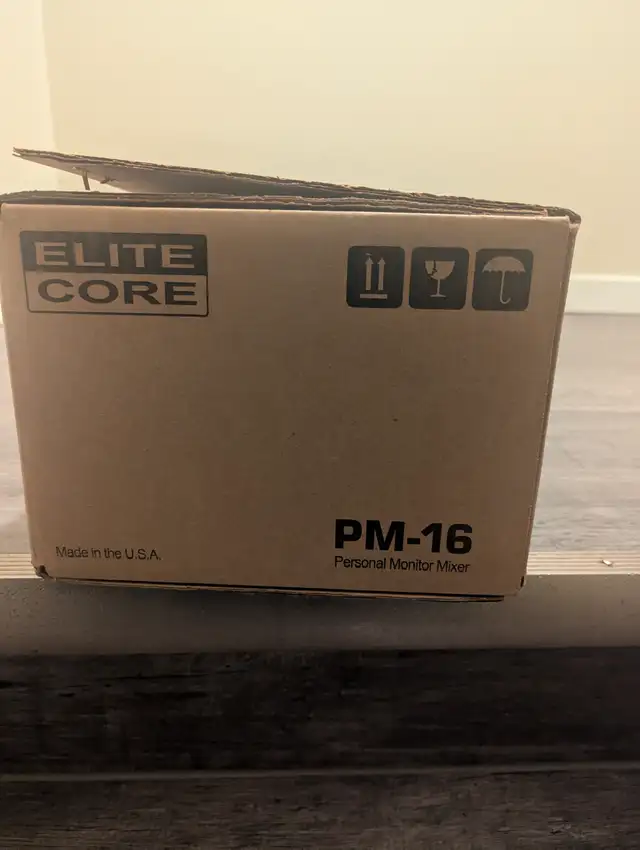 ELITE
CORE
PM-16
Made in the U.S.A.
Personal Monitor Mixer